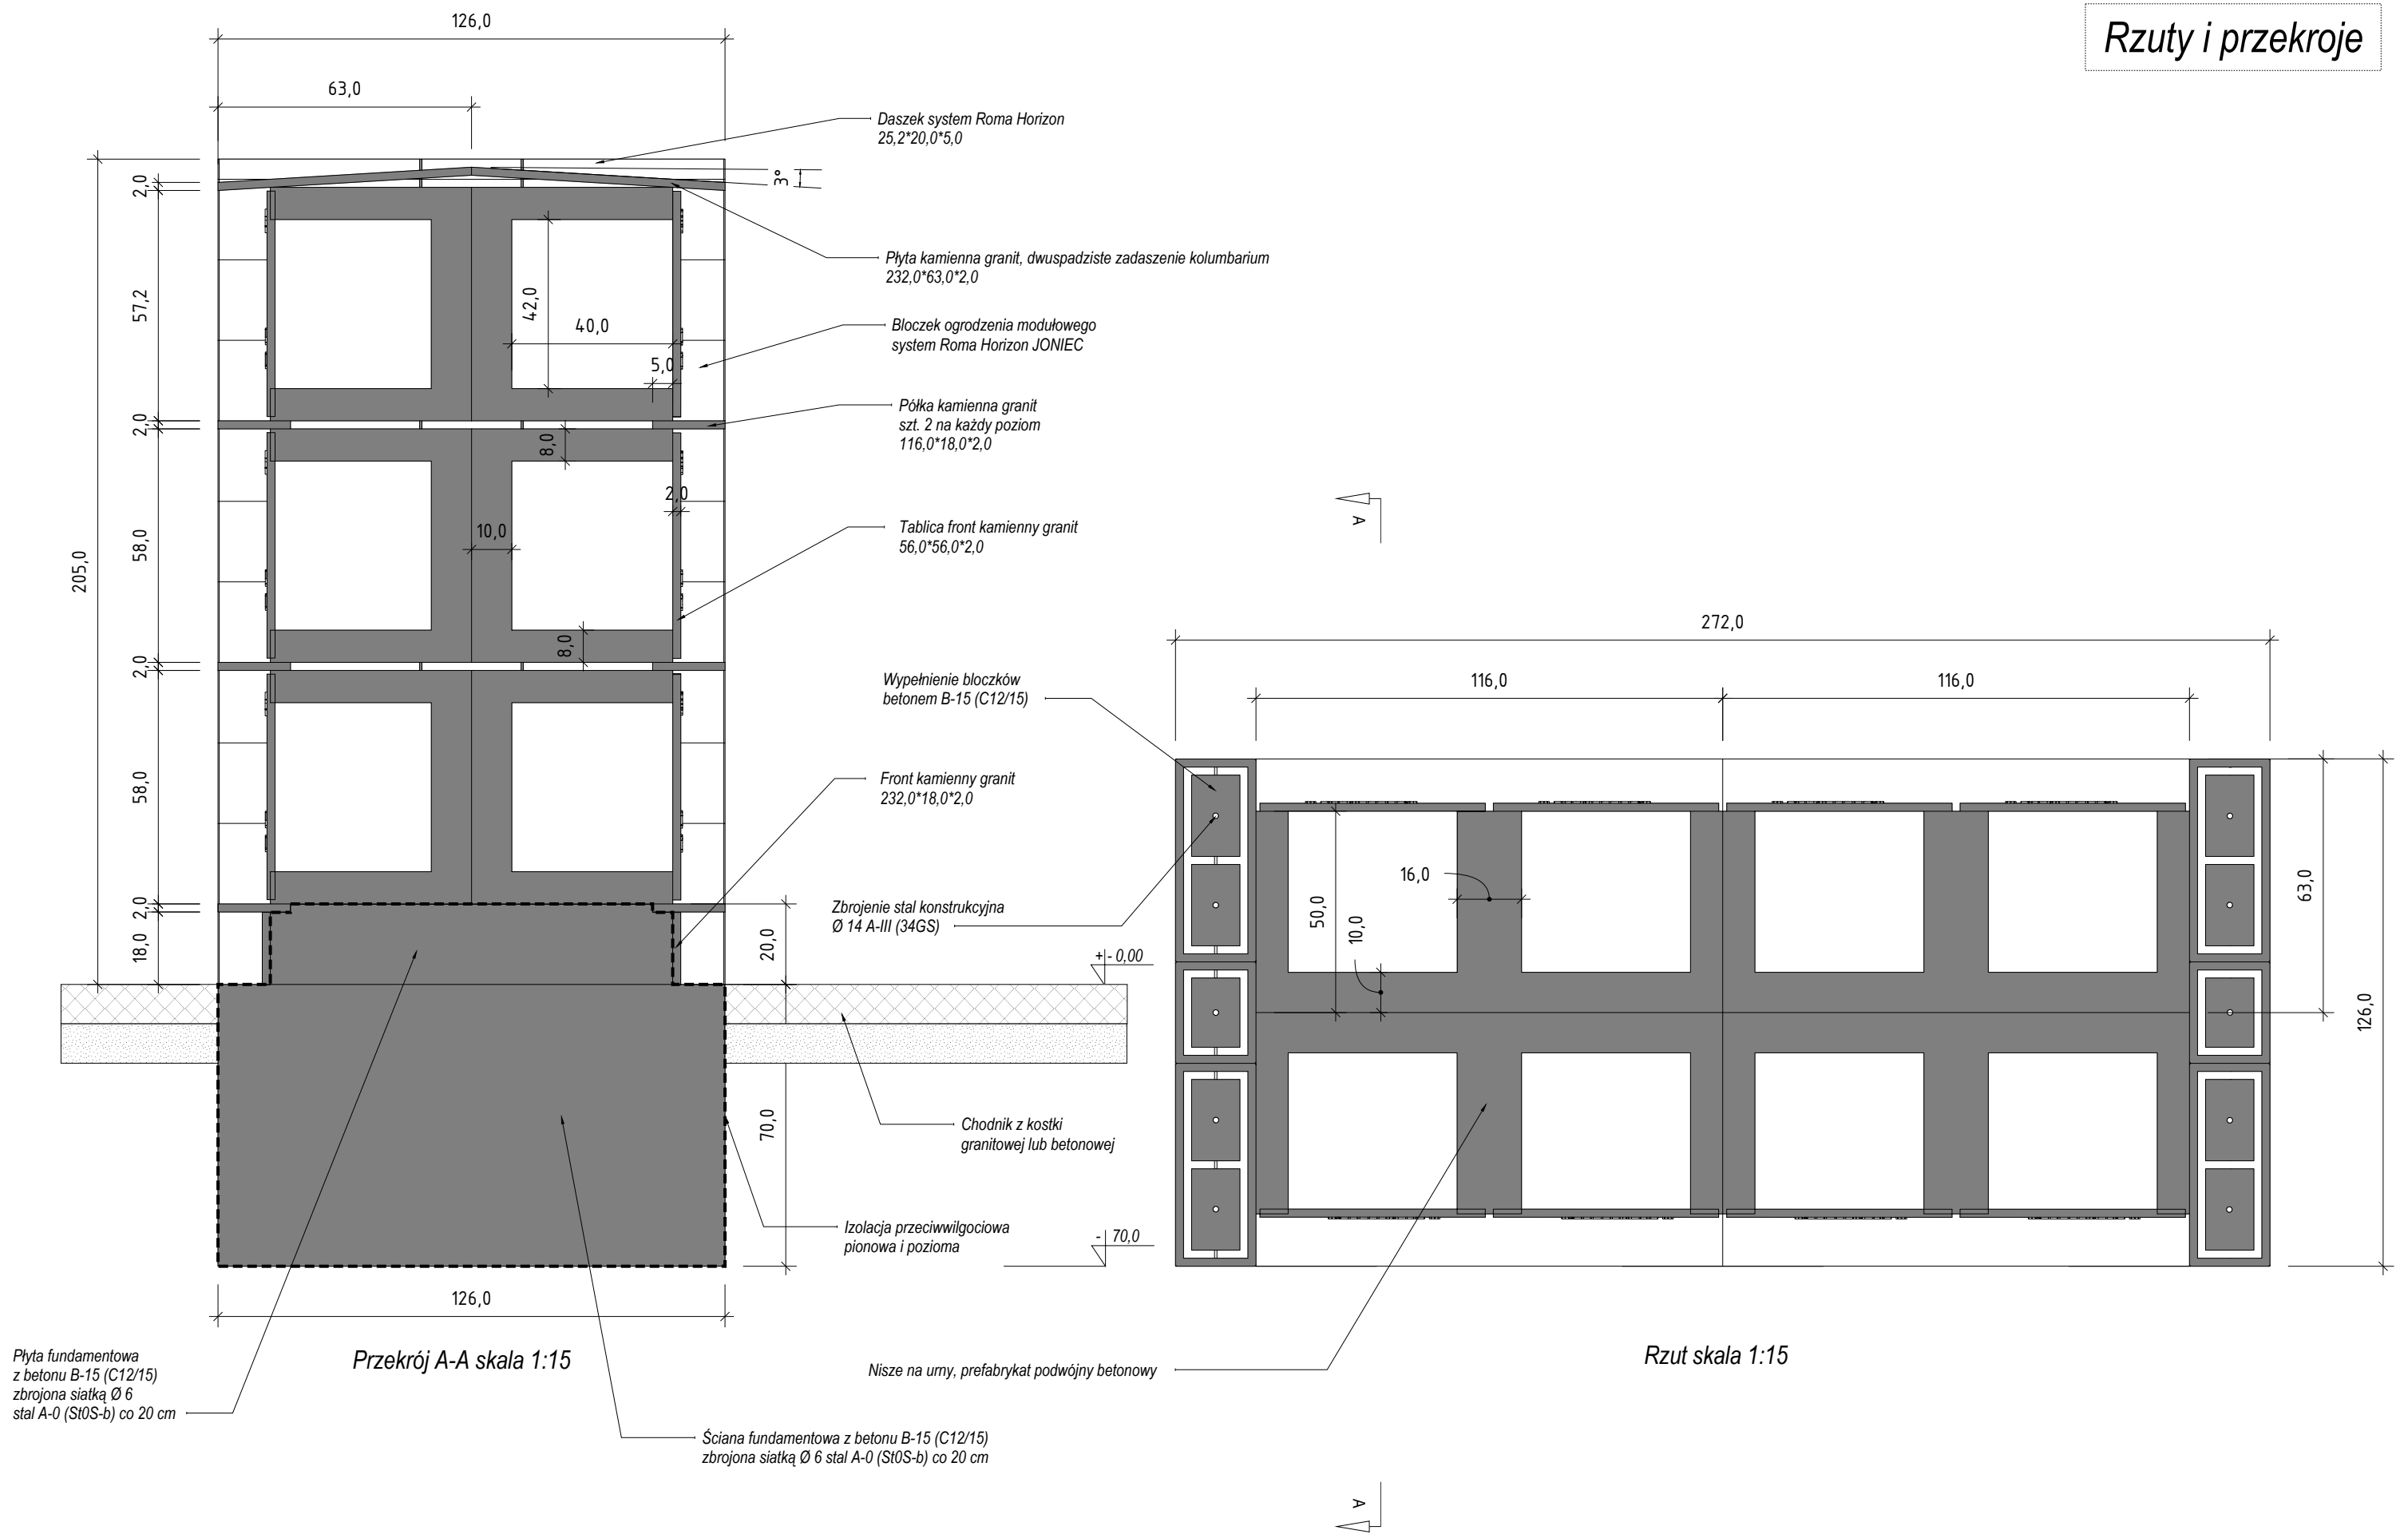 Rzuty i przekroje
126,0
63,0
Daszek system Roma Horizon
25,2*20,0*5,0
3°
Płyta kamienna granit, dwuspadziste zadaszenie kolumbarium
232,0*63,0*2,0
Bloczek ogrodzenia modułowego
system Roma Horizon JONIEC
Półka kamienna granit
szt. 2 na każdy poziom
116,0*18,0*2,0
Tablica front kamienny granit
56,0*56,0*2,0
Front kamienny granit
232,0*18,0*2,0
205,0
2,0
57,2
2,0
58,0
2,0
58,0
2,0
18,0
42,0
40,0
5,0
8,0
2,0
10,0
8,0
20,0
70,0
Chodnik z kostki
granitowej lub betonowej
Izolacja przeciwwilgociowa
pionowa i pozioma
126,0
Przekrój A-A skala 1:15
Płyta fundamentowa
z betonu B-15 (C12/15)
zbrojona siatką Ø 6
stal A-0 (St0S-b) co 20 cm
Ściana fundamentowa z betonu B-15 (C12/15)
zbrojona siatką Ø 6 stal A-0 (St0S-b) co 20 cm
A
272,0
116,0
116,0
Wypełnienie bloczków
betonem B-15 (C12/15)
Zbrojenie stal konstrukcyjna
Ø 14 A-III (34GS)
+ - 0,00
- 70,0
16,0
50,0
10,0
63,0
126,0
Nisze na urny, prefabrykat podwójny betonowy
Rzut skala 1:15
A